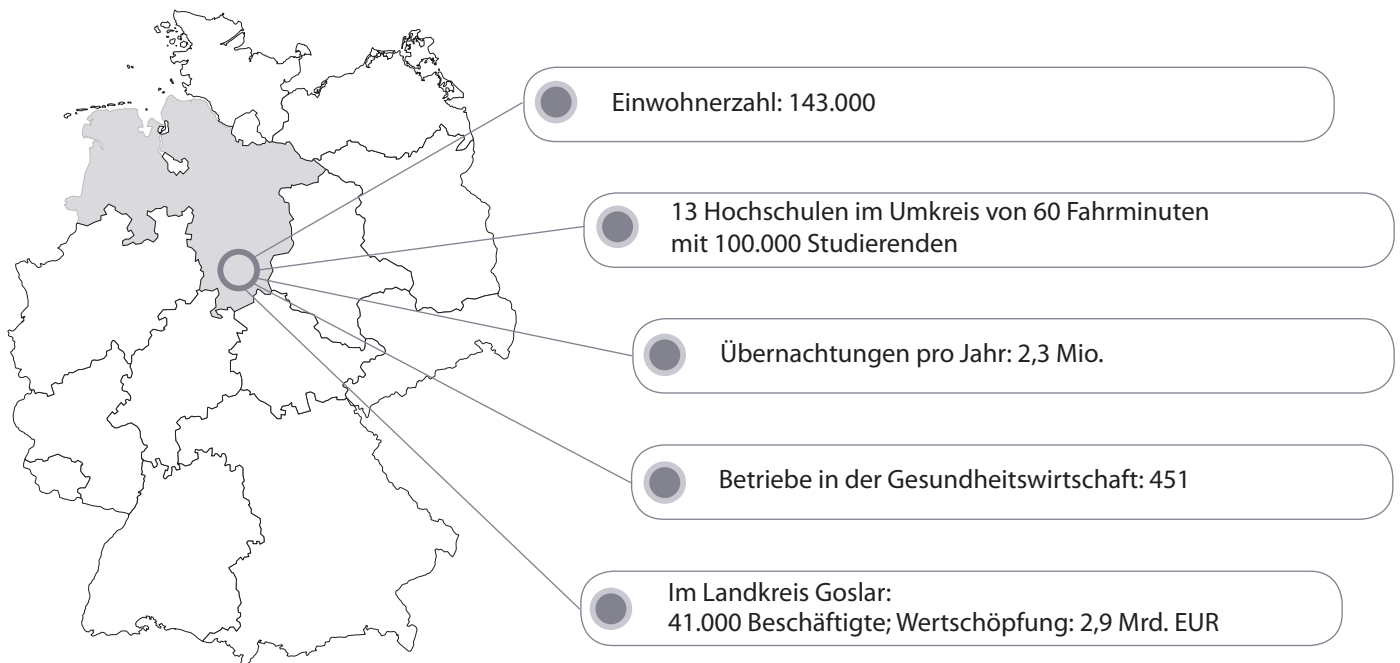 Einwohnerzahl: 143.000
13 Hochschulen im Umkreis von 60 Fahrminuten
mit 100.000 Studierenden
Übernachtungen pro Jahr: 2,3 Mio.
Betriebe in der Gesundheitswirtschaft: 451
Im Landkreis Goslar:
41.000 Beschäftigte; Wertschöpfung: 2,9 Mrd. EUR